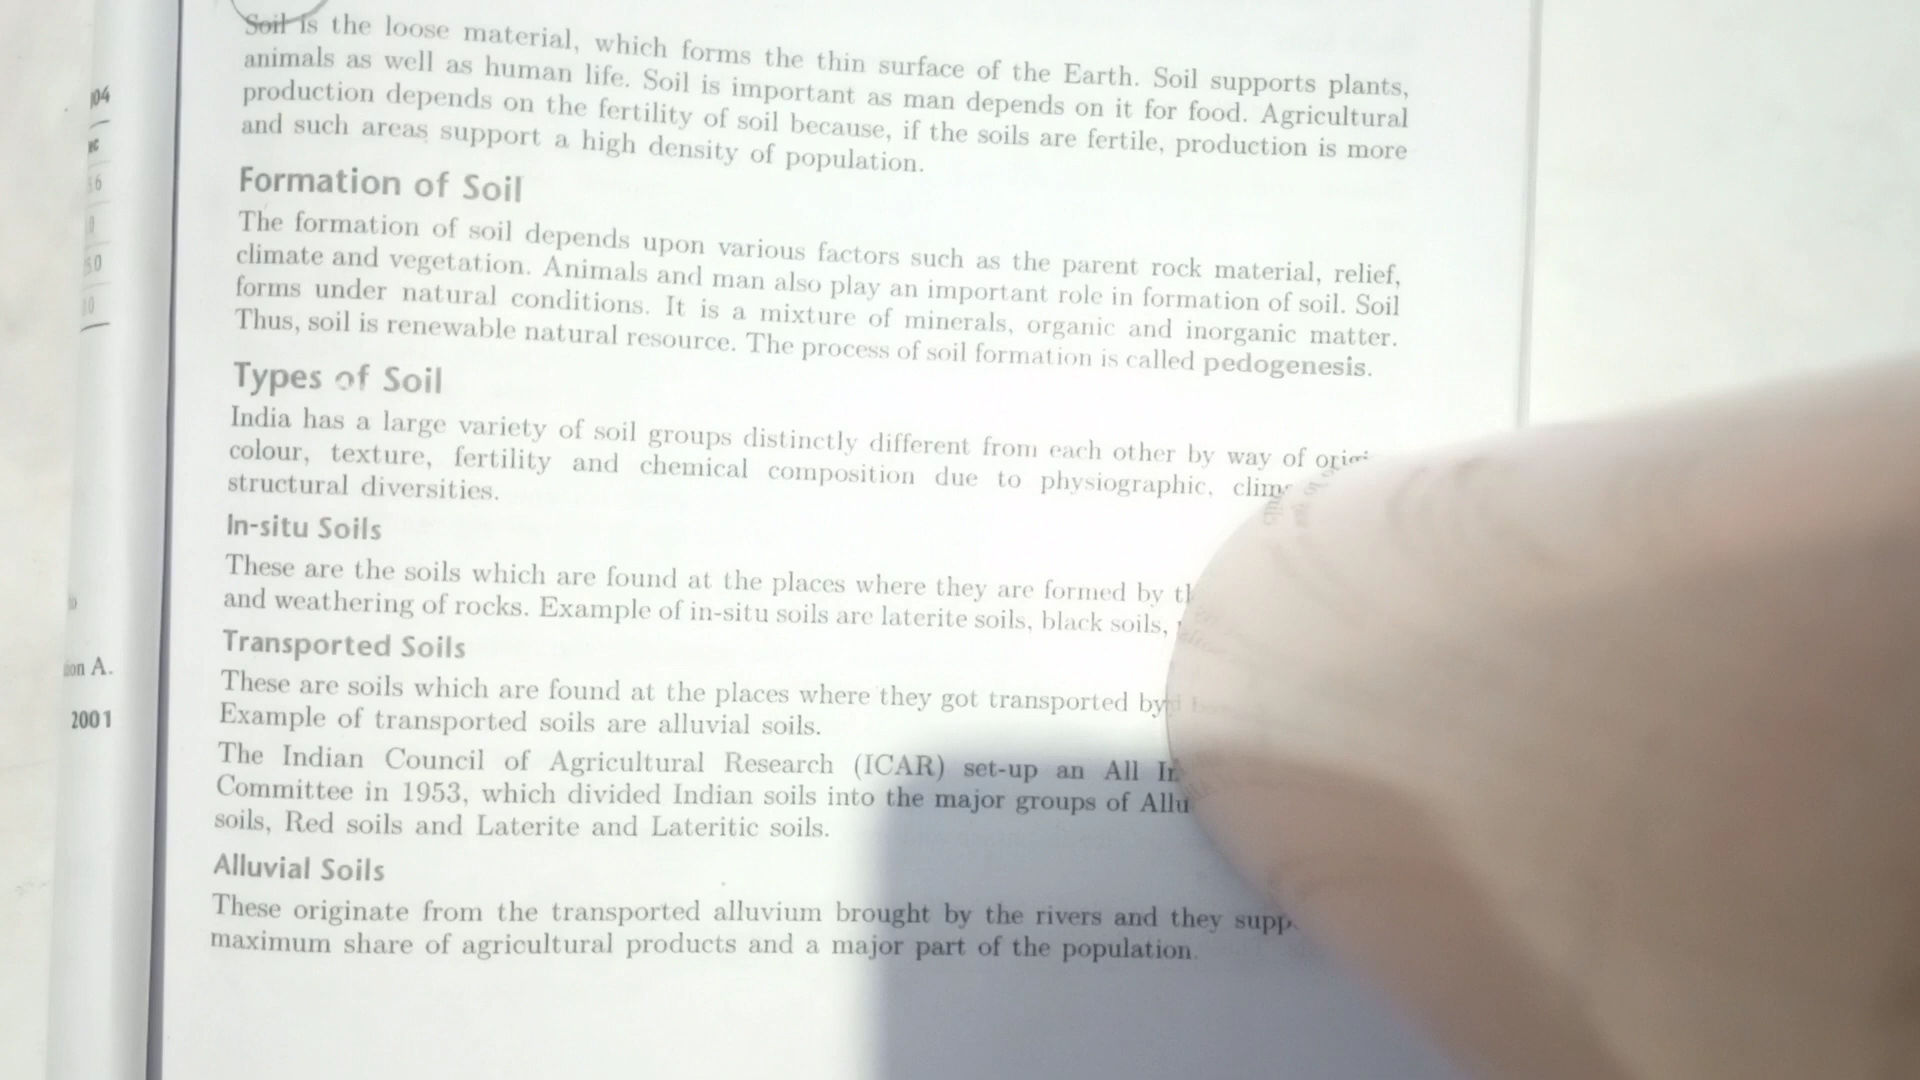 Soil is the loose material, which forms the thin surface of the Earth. Soil supports plants,
animals as well as human life. Soil is important as man depends on it for food. Agricultural
production depends on the fertility of soil because, if the soils are fertile, production is more
and such areas support a high density of population.
Formation of Soil
The formation of soil depends upon various factors such as the parent rock material, relief,
climate and vegetation. Animals and man also play an important role in formation of soil. Soil
forms under natural conditions. It is a mixture of minerals, organic and inorganic matter.
Thus, soil is renewable natural resource. The process of soil formation is called pedogenesis.
Types of Soil
India has a large variety of soil groups distinctly different from each other by way of
colour, texture, fertility and chemical composition due to physiographic,
structural diversities.
In-situ Soils
These are the soils which are found at the places where they are formed by
and weathering of rocks. Example of in-situ soils are laterite soils, black soils,
Transported Soils
These are soils which are found at the places where they got transported by
Example of transported soils are alluvial soils.
The Indian Council of Agricultural Research (ICAR) set-up an All
Committee in 1953, which divided Indian soils into the major groups of
soils, Red soils and Laterite and Lateritic soils.
Alluvial Soils
These originate from the transported alluvium brought by the rivers and they
maximum share of agricultural products and a major part of the population.
104
50
A.
2001